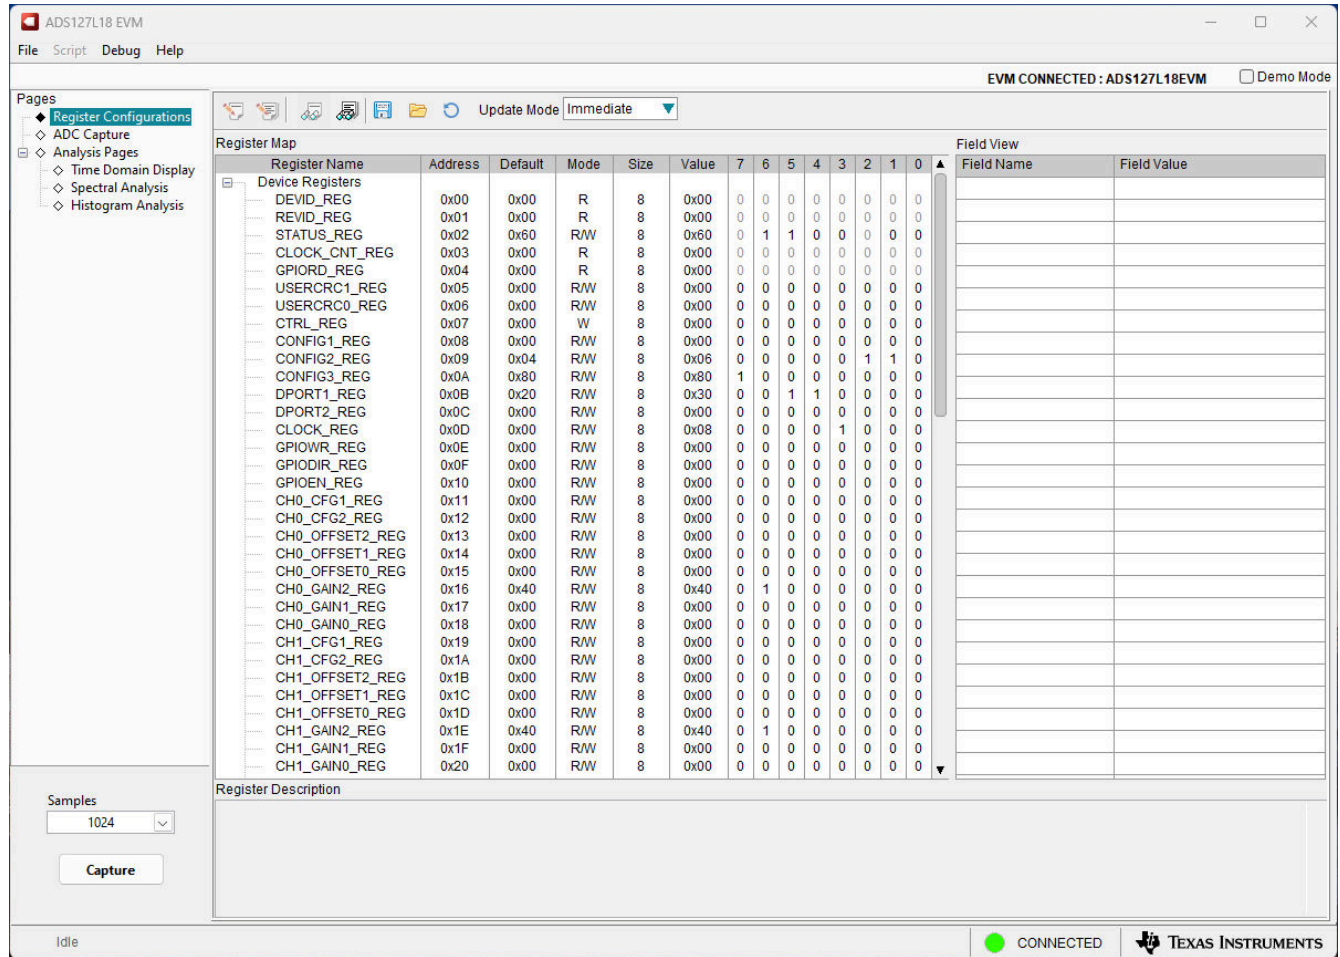 ADS127L18 EVM
File Script Debug Help
EVM CONNECTED : ADS127L18EVM Demo Mode
Pages
Register Configurations
ADC Capture
Analysis Pages
Time Domain Display
Spectral Analysis
Histogram Analysis
Update Mode Immediate
Register Map
Register Name Address Default Mode Size Value 7 6 5 4 3 2 1 0
Device Registers
DEVID_REG 0x00 0x00 R 8 0x00 0 0 0 0 0 0 0 0
REVID_REG 0x01 0x00 R 8 0x00 0 0 0 0 0 0 0 0
STATUS_REG 0x02 0x60 R/W 8 0x60 0 1 1 0 0 0 0 0
CLOCK_CNT_REG 0x03 0x00 R 8 0x00 0 0 0 0 0 0 0 0
GPIORD_REG 0x04 0x00 R 8 0x00 0 0 0 0 0 0 0 0
USERCRC1_REG 0x05 0x00 R/W 8 0x00 0 0 0 0 0 0 0 0
USERCRC0_REG 0x06 0x00 R/W 8 0x00 0 0 0 0 0 0 0 0
CTRL_REG 0x07 0x00 W 8 0x00 0 0 0 0 0 0 0 0
CONFIG1_REG 0x08 0x00 R/W 8 0x00 0 0 0 0 0 0 0 0
CONFIG2_REG 0x09 0x04 R/W 8 0x06 0 0 0 0 0 1 1 0
CONFIG3_REG 0x0A 0x80 R/W 8 0x80 1 0 0 0 0 0 0 0
DPORT1_REG 0x0B 0x20 R/W 8 0x30 0 0 1 1 0 0 0 0
DPORT2_REG 0x0C 0x00 R/W 8 0x00 0 0 0 0 0 0 0 0
CLOCK_REG 0x0D 0x00 R/W 8 0x08 0 0 0 0 1 0 0 0
GPIOWR_REG 0x0E 0x00 R/W 8 0x00 0 0 0 0 0 0 0 0
GPIODIR_REG 0x0F 0x00 R/W 8 0x00 0 0 0 0 0 0 0 0
GPIOEN_REG 0x10 0x00 R/W 8 0x00 0 0 0 0 0 0 0 0
CH0_CFG1_REG 0x11 0x00 R/W 8 0x00 0 0 0 0 0 0 0 0
CH0_CFG2_REG 0x12 0x00 R/W 8 0x00 0 0 0 0 0 0 0 0
CH0_OFFSET2_REG 0x13 0x00 R/W 8 0x00 0 0 0 0 0 0 0 0
CH0_OFFSET1_REG 0x14 0x00 R/W 8 0x00 0 0 0 0 0 0 0 0
CH0_OFFSET0_REG 0x15 0x00 R/W 8 0x00 0 0 0 0 0 0 0 0
CH0_GAIN2_REG 0x16 0x40 R/W 8 0x40 0 1 0 0 0 0 0 0
CH0_GAIN1_REG 0x17 0x00 R/W 8 0x00 0 0 0 0 0 0 0 0
CH0_GAIN0_REG 0x18 0x00 R/W 8 0x00 0 0 0 0 0 0 0 0
CH1_CFG1_REG 0x19 0x00 R/W 8 0x00 0 0 0 0 0 0 0 0
CH1_CFG2_REG 0x1A 0x00 R/W 8 0x00 0 0 0 0 0 0 0 0
CH1_OFFSET2_REG 0x1B 0x00 R/W 8 0x00 0 0 0 0 0 0 0 0
CH1_OFFSET1_REG 0x1C 0x00 R/W 8 0x00 0 0 0 0 0 0 0 0
CH1_OFFSET0_REG 0x1D 0x00 R/W 8 0x00 0 0 0 0 0 0 0 0
CH1_GAIN2_REG 0x1E 0x40 R/W 8 0x40 0 1 0 0 0 0 0 0
CH1_GAIN1_REG 0x1F 0x00 R/W 8 0x00 0 0 0 0 0 0 0 0
CH1_GAIN0_REG 0x20 0x00 R/W 8 0x00 0 0 0 0 0 0 0 0
Field View
Field Name Field Value
Register Description
Samples
1024
Capture
Idle
CONNECTED
TEXAS INSTRUMENTS